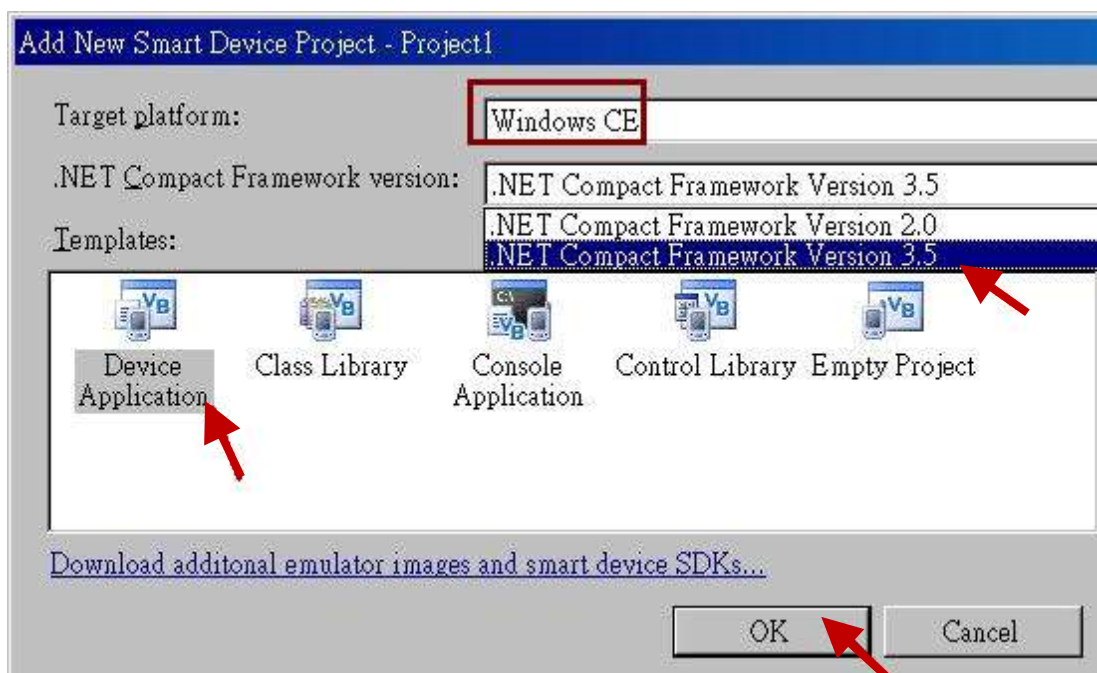 Add New Smart Device Project - Project1
Target platform:
Windows CE
.NET Compact Framework version:
.NET Compact Framework Version 3.5
.NET Compact Framework Version 2.0
.NET Compact Framework Version 3.5
Templates:
Device Application
Class Library
Console Application
Control Library
Empty Project
Download additonal emulator images and smart device SDKs...
OK
Cancel